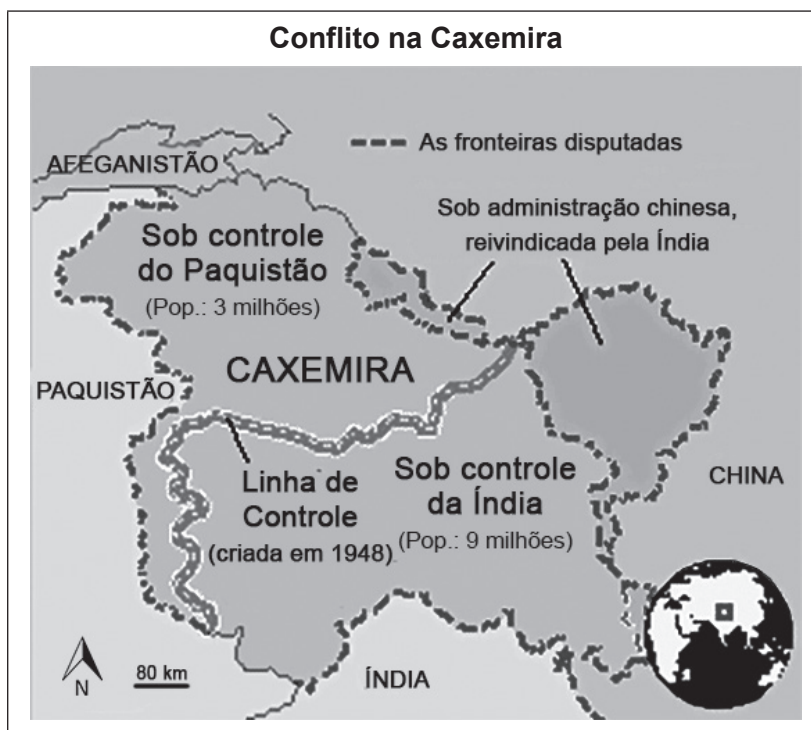 Conflito na Caxemira
AFEGANISTÃO
As fronteiras disputadas
Sob administração chinesa,
reivindicada pela Índia
Sob controle
do Paquistão
(Pop.: 3 milhões)
CAXEMIRA
PAQUISTÃO
Linha de
Controle
(criada em 1948)
Sob controle
da Índia
(Pop.: 9 milhões)
CHINA
N
80 km
ÍNDIA